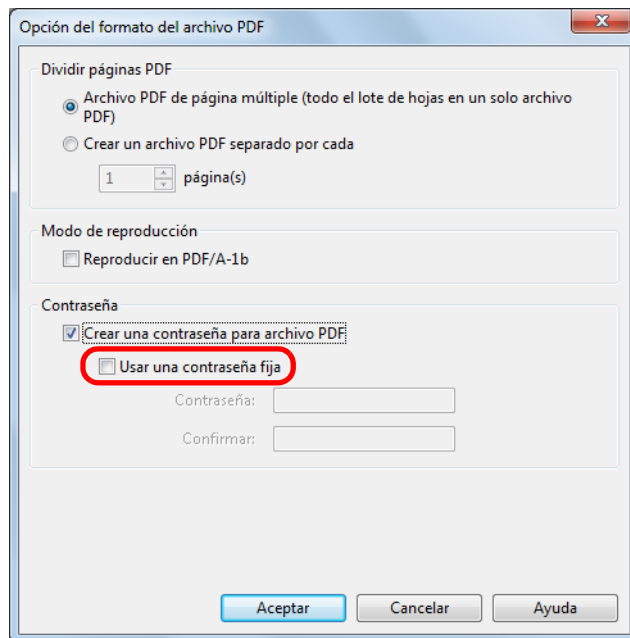 Opción del formato del archivo PDF
Dividir páginas PDF
Archivo PDF de página múltiple (todo el lote de hojas en un solo archivo
PDF)
Crear un archivo PDF separado por cada
1 página(s)
Modo de reproducción
Reproducir en PDF/A-1b
Contraseña
Crear una contraseña para archivo PDF
Usar una contraseña fija
Contraseña:
Confirmar:
Aceptar Cancelar Ayuda